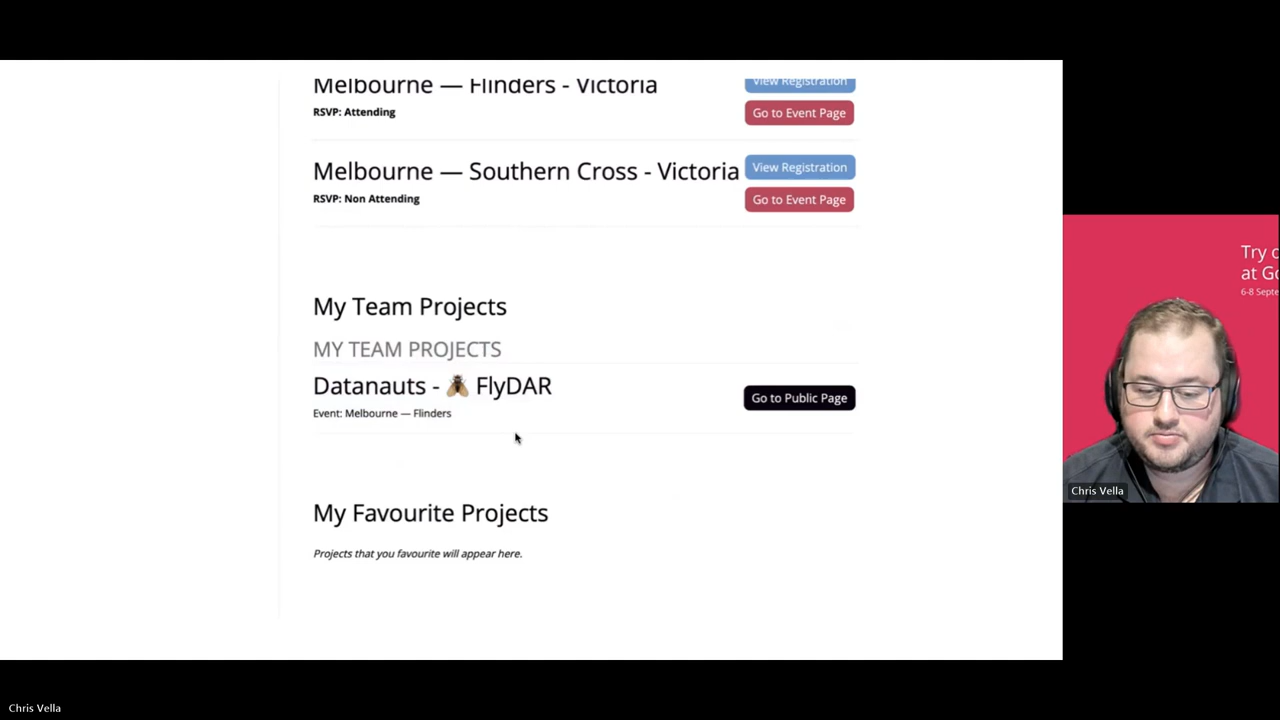 Melbourne — Flinders - Victoria
View Registration
RSVP: Attending
Go to Event Page
Melbourne — Southern Cross - Victoria
View Registration
RSVP: Non Attending
Go to Event Page
My Team Projects
MY TEAM PROJECTS
Datanauts - 🪰 FlyDAR
Go to Public Page
Event: Melbourne — Flinders
My Favourite Projects
Projects that you favourite will appear here.
Try
at
6-8
Chris Vella
Chris Vella